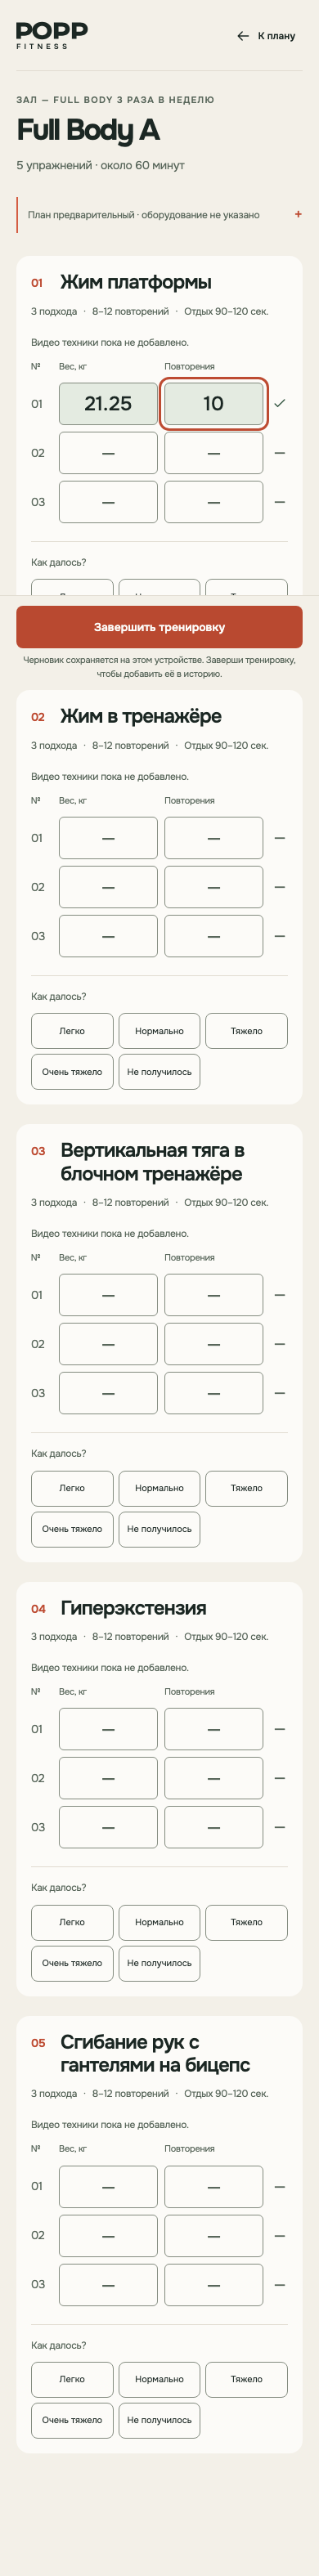 POPP
FITNESS
← К плану
ЗАЛ — FULL BODY 3 РАЗА В НЕДЕЛЮ
Full Body A
5 упражнений · около 60 минут
План предварительный · оборудование не указано +
01 Жим платформы
3 подхода · 8–12 повторений · Отдых 90–120 сек.
Видео техники пока не добавлено.
№ Вес, кг Повторения
01 21.25 10 ✓
02 — — —
03 — — —
Как далось?
Завершить тренировку
Черновик сохраняется на этом устройстве. Заверши тренировку,
чтобы добавить её в историю.
02 Жим в тренажёре
3 подхода · 8–12 повторений · Отдых 90–120 сек.
Видео техники пока не добавлено.
№ Вес, кг Повторения
01 — — —
02 — — —
03 — — —
Как далось?
Легко Нормально Тяжело
Очень тяжело Не получилось
03 Вертикальная тяга в
блочном тренажёре
3 подхода · 8–12 повторений · Отдых 90–120 сек.
Видео техники пока не добавлено.
№ Вес, кг Повторения
01 — — —
02 — — —
03 — — —
Как далось?
Легко Нормально Тяжело
Очень тяжело Не получилось
04 Гиперэкстензия
3 подхода · 8–12 повторений · Отдых 90–120 сек.
Видео техники пока не добавлено.
№ Вес, кг Повторения
01 — — —
02 — — —
03 — — —
Как далось?
Легко Нормально Тяжело
Очень тяжело Не получилось
05 Сгибание рук с
гантелями на бицепс
3 подхода · 8–12 повторений · Отдых 90–120 сек.
Видео техники пока не добавлено.
№ Вес, кг Повторения
01 — — —
02 — — —
03 — — —
Как далось?
Легко Нормально Тяжело
Очень тяжело Не получилось